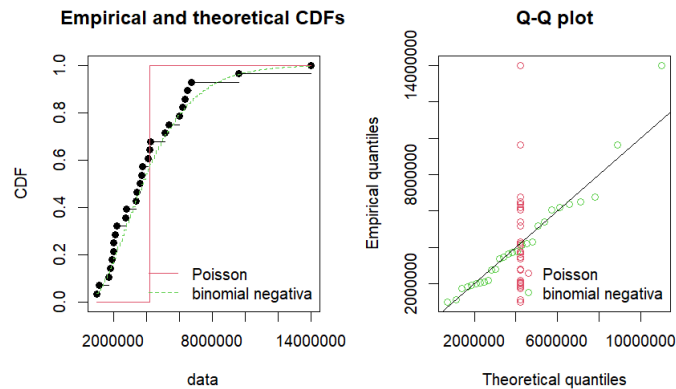 Empirical and theoretical CDFs
CDF
0.0 0.2 0.4 0.6 0.8 1.0
Poisson
binomial negativa
2000000 8000000 14000000
data
Q-Q plot
Empirical quantiles
2000000 8000000 14000000
Poisson
binomial negativa
2000000 6000000 10000000
Theoretical quantiles